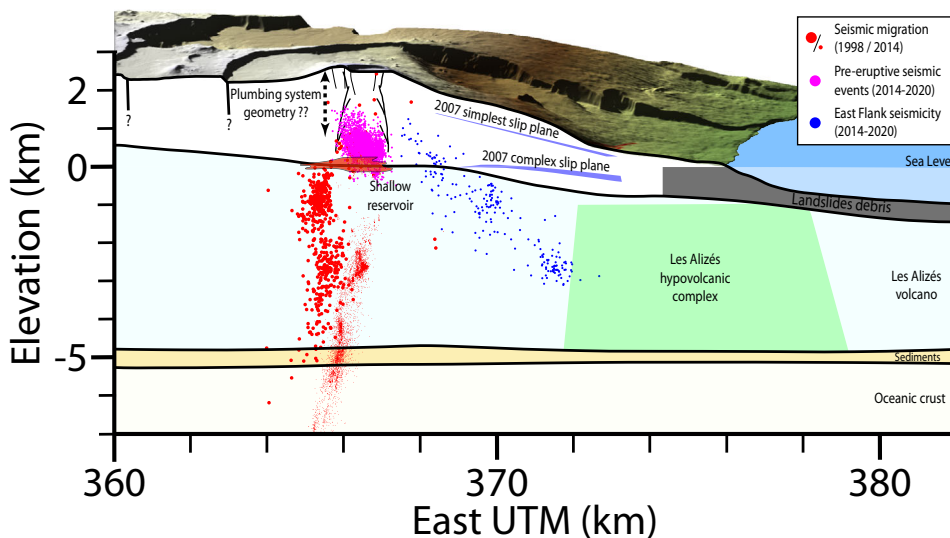 Seismic migration
(1998 / 2014)
Pre-eruptive seismic
events (2014-2020)
East Flank seismicity
(2014-2020)
2
0
-5
Elevation (km)
Plumbing system
geometry ??
?
?
2007 simplest slip plane
2007 complex slip plane
Sea Leve
Shallow
reservoir
Landslides debris
Les Alizés
hypovolcanic
complex
Les Alizés
volcano
Sediments
Oceanic crust
360
370
380
East UTM (km)